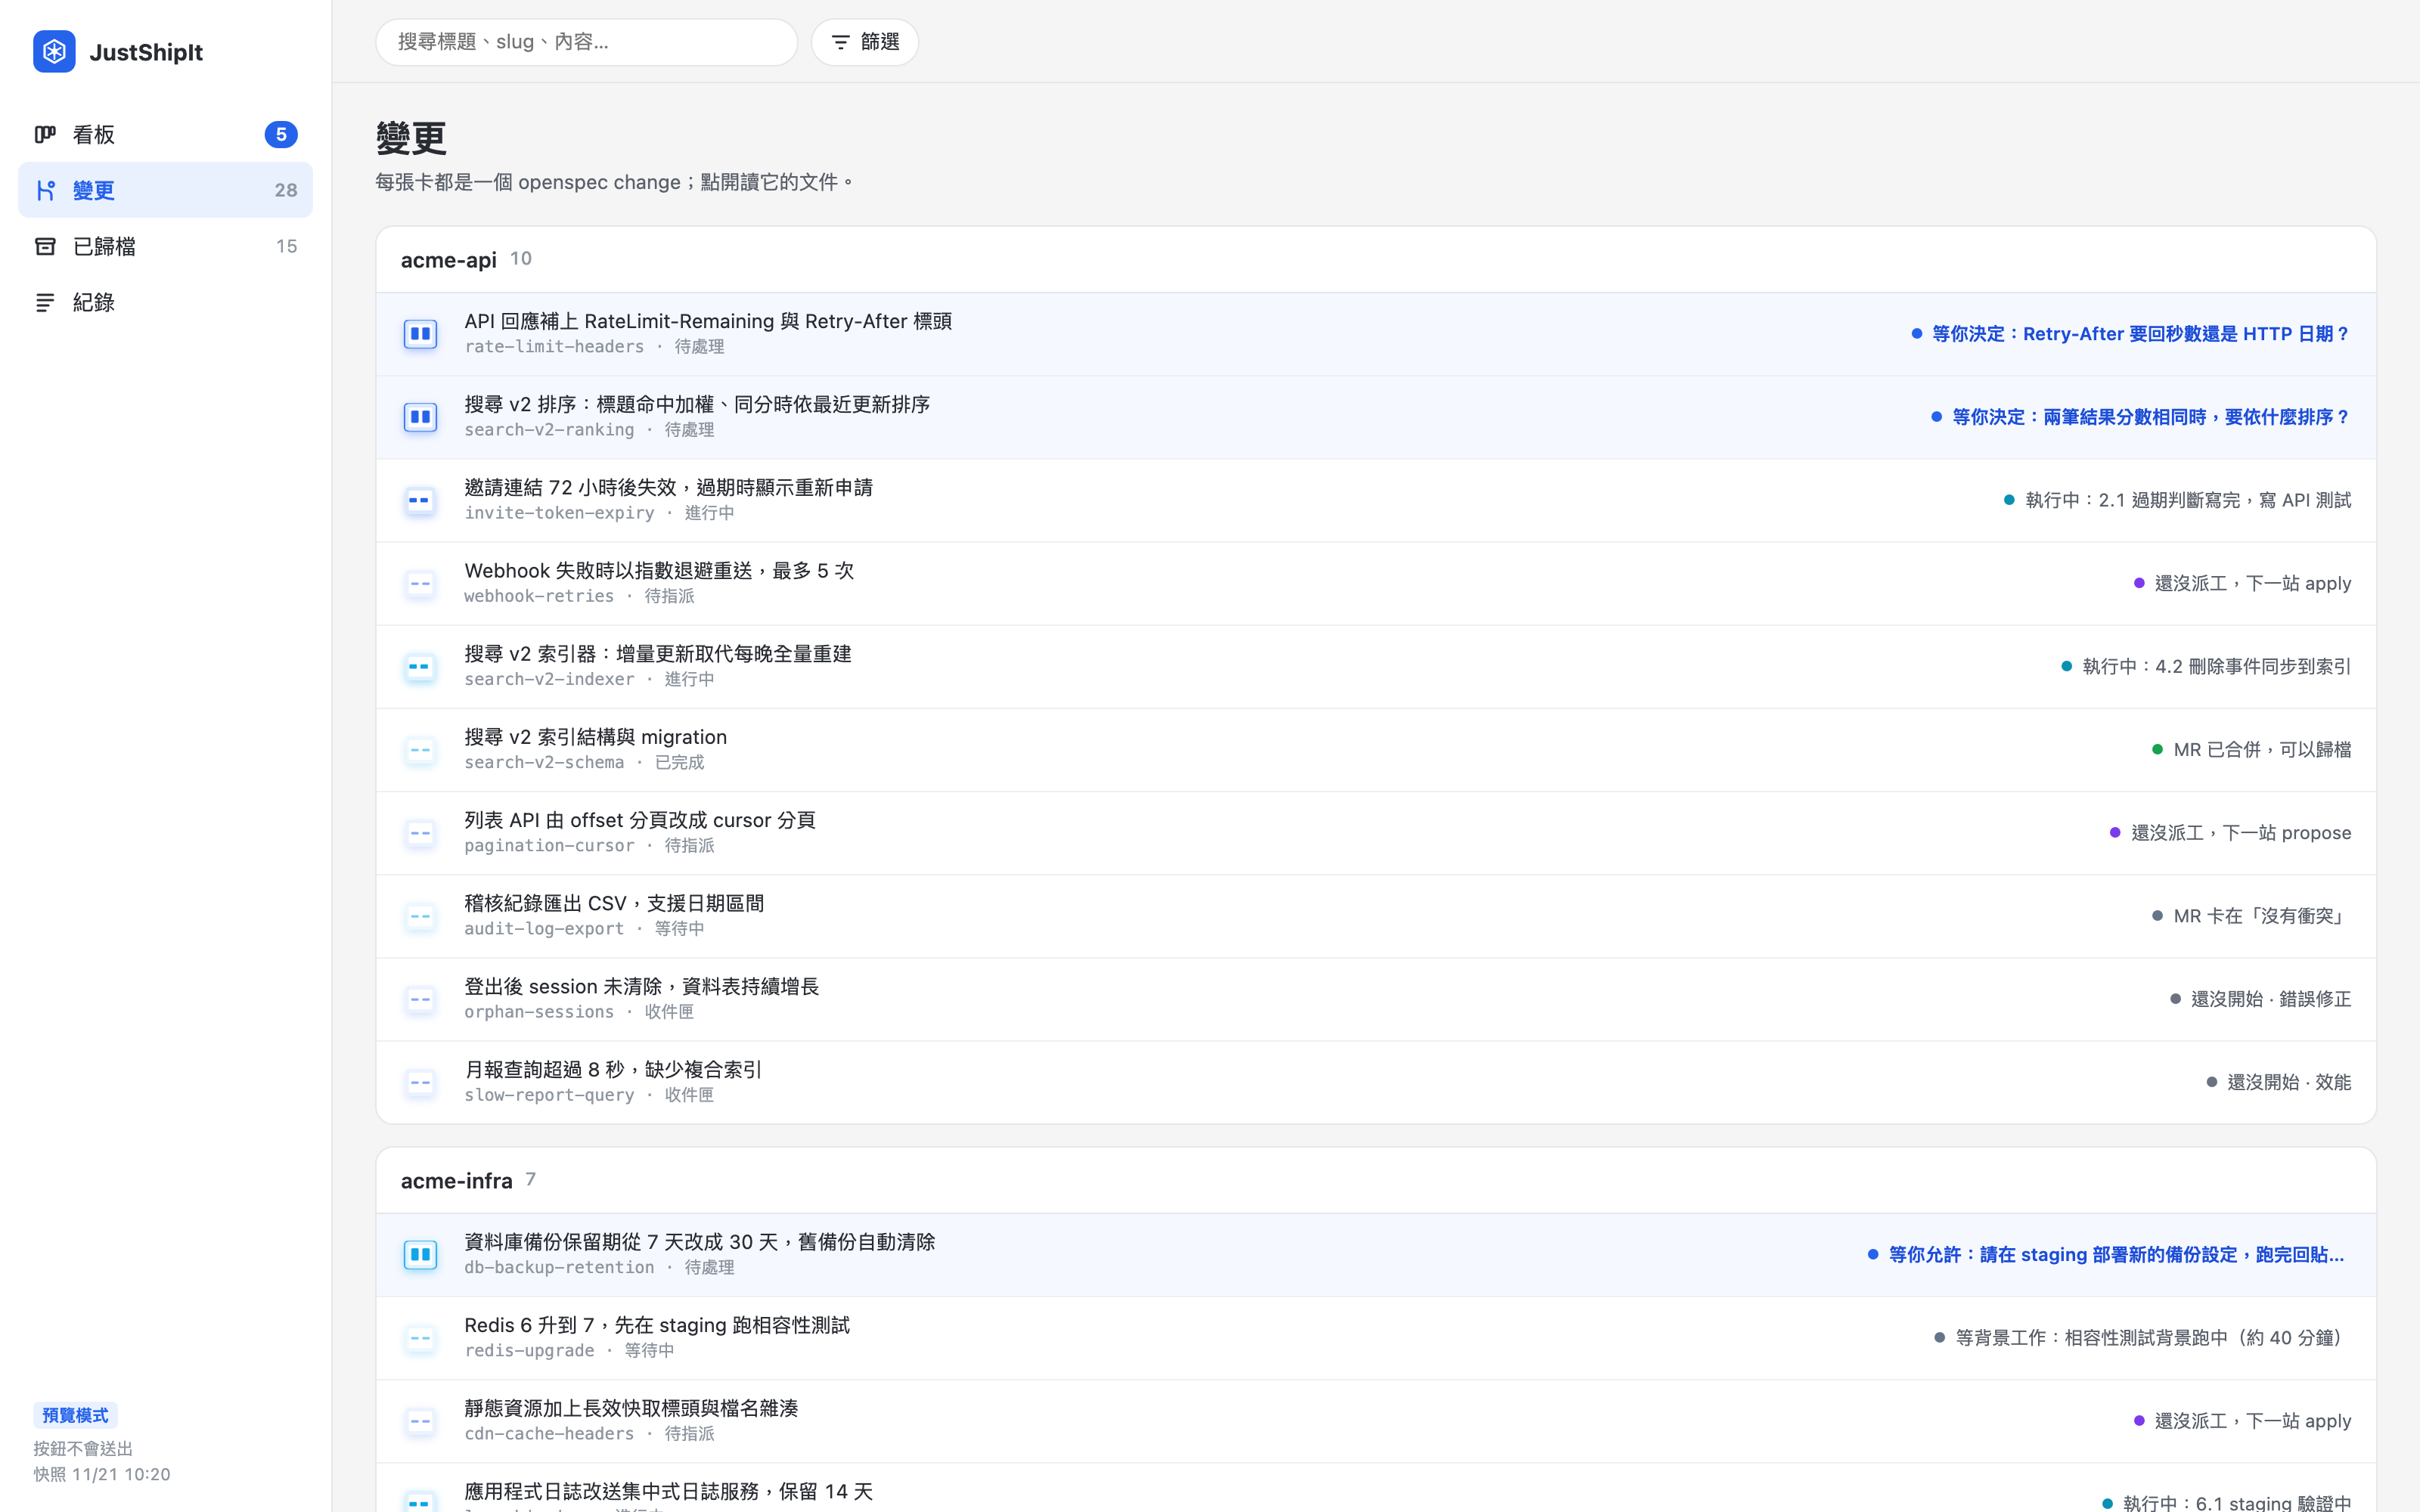 JustShipIt
看板 5
變更 28
已歸檔 15
紀錄
預覽模式
按鈕不會送出
快照 11/21 10:20
搜尋標題、slug、內容...
篩選
變更
每張卡都是一個 openspec change；點開讀它的文件。
acme-api 10
API 回應補上 RateLimit-Remaining 與 Retry-After 標頭
rate-limit-headers · 待處理
等你決定：Retry-After 要回秒數還是 HTTP 日期？
搜尋 v2 排序：標題命中加權、同分時依最近更新排序
search-v2-ranking · 待處理
等你決定：兩筆結果分數相同時，要依什麼排序？
邀請連結 72 小時後失效，過期時顯示重新申請
invite-token-expiry · 進行中
執行中：2.1 過期判斷寫完，寫 API 測試
Webhook 失敗時以指數退避重送，最多 5 次
webhook-retries · 待指派
還沒派工，下一站 apply
搜尋 v2 索引器：增量更新取代每晚全量重建
search-v2-indexer · 進行中
執行中：4.2 刪除事件同步到索引
搜尋 v2 索引結構與 migration
search-v2-schema · 已完成
MR 已合併，可以歸檔
列表 API 由 offset 分頁改成 cursor 分頁
pagination-cursor · 待指派
還沒派工，下一站 propose
稽核紀錄匯出 CSV，支援日期區間
audit-log-export · 等待中
MR 卡在「沒有衝突」
登出後 session 未清除，資料表持續增長
orphan-sessions · 收件匣
還沒開始 · 錯誤修正
月報查詢超過 8 秒，缺少複合索引
slow-report-query · 收件匣
還沒開始 · 效能
acme-infra 7
資料庫備份保留期從 7 天改成 30 天，舊備份自動清除
db-backup-retention · 待處理
等你允許：請在 staging 部署新的備份設定，跑完回貼...
Redis 6 升到 7，先在 staging 跑相容性測試
redis-upgrade · 等待中
等背景工作：相容性測試背景跑中（約 40 分鐘）
靜態資源加上長效快取標頭與檔名雜湊
cdn-cache-headers · 待指派
還沒派工，下一站 apply
應用程式日誌改送集中式日誌服務，保留 14 天
執行中：6.1 staging 驗證中